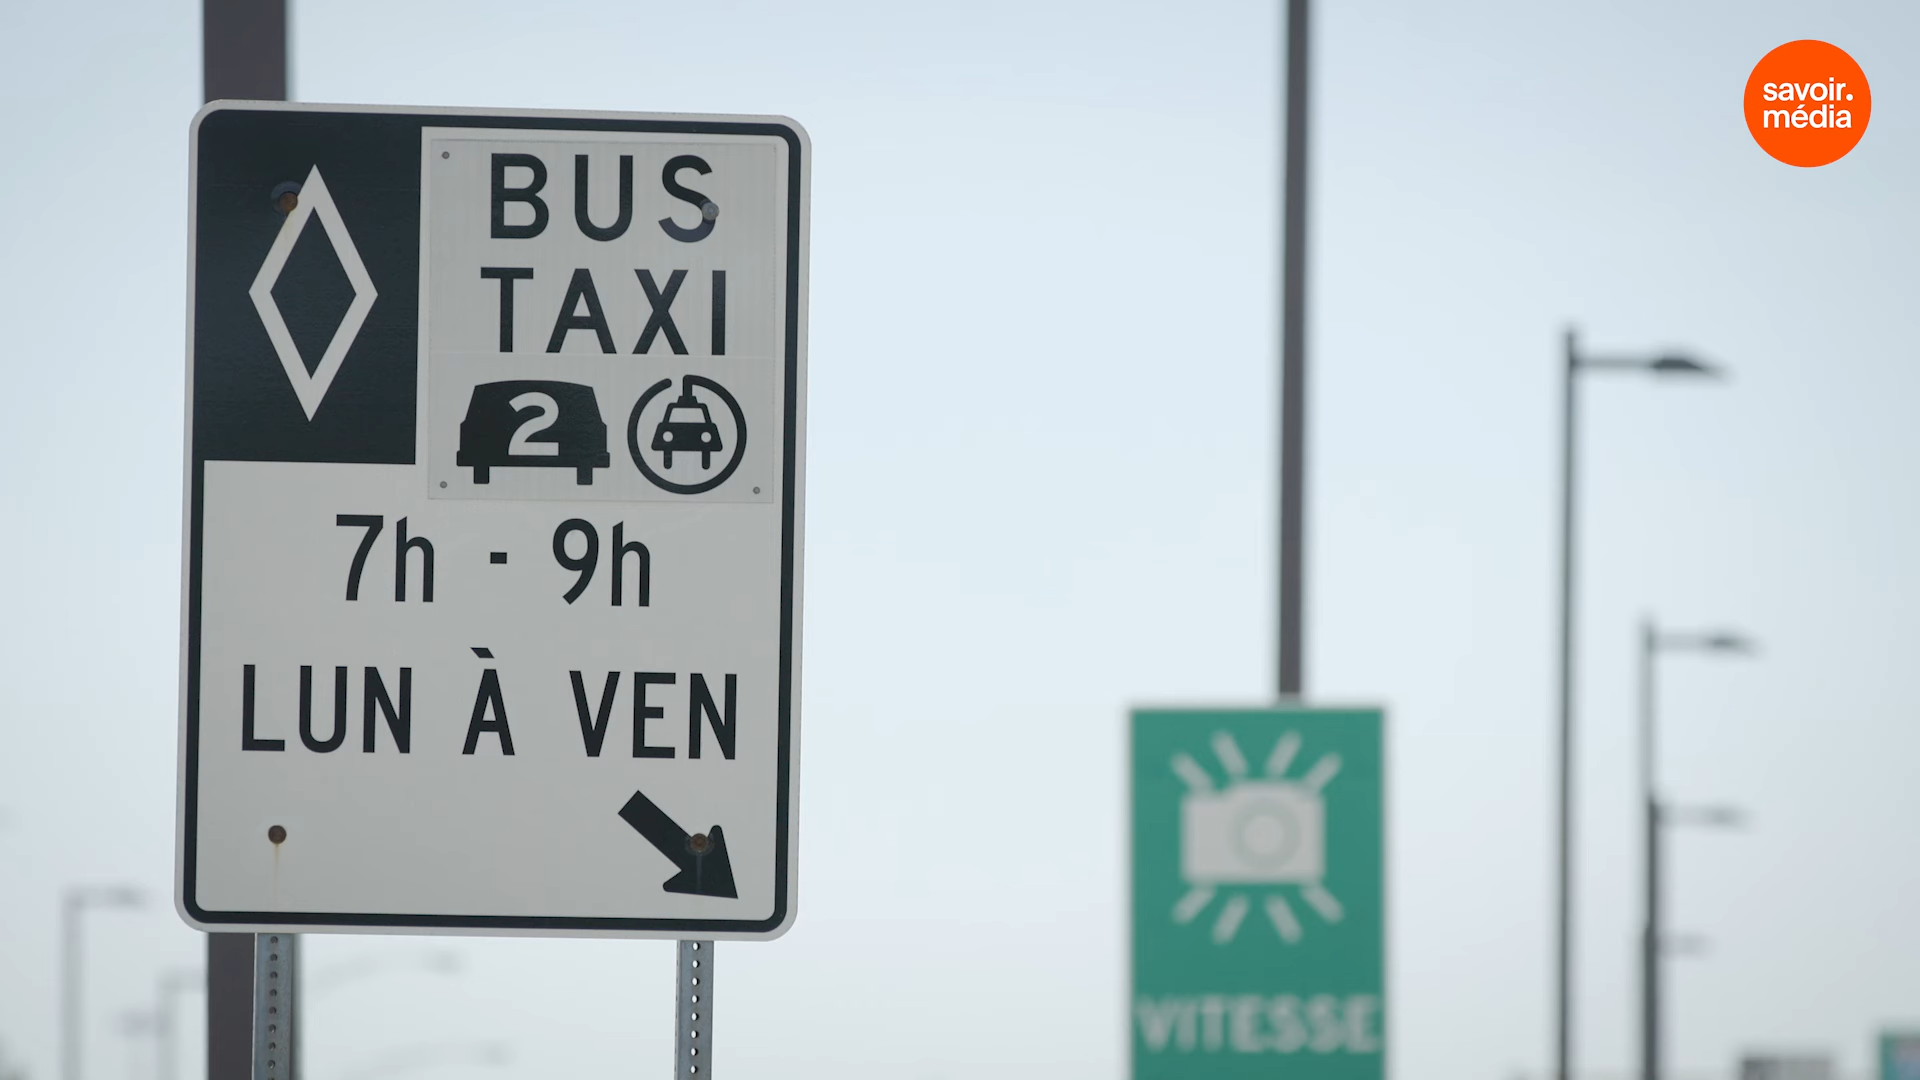 BUS
TAXI
2
7h - 9h
LUN À VEN
VITESSE
savoir.
média